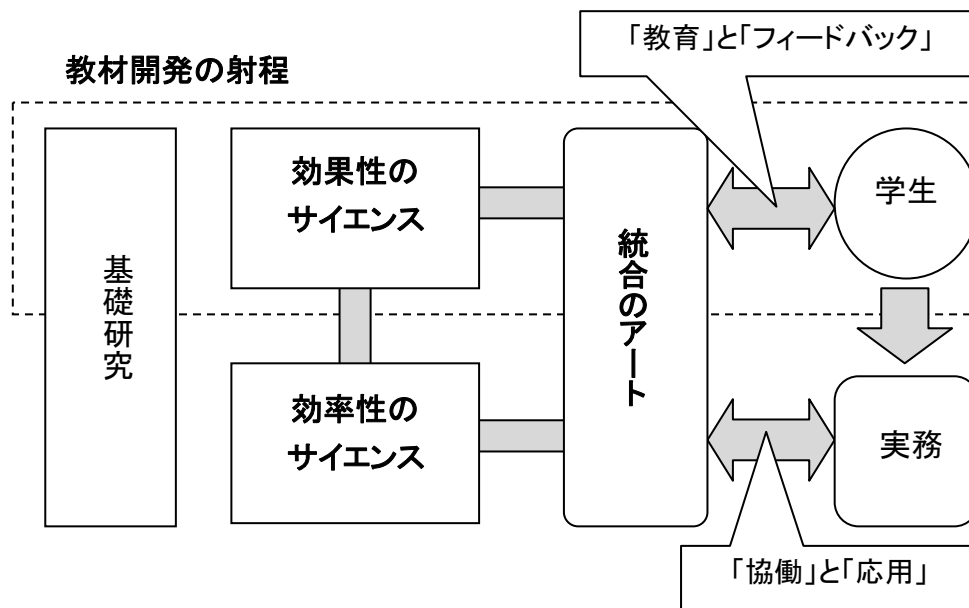 「教育」と「フィードバック」
教材開発の射程
効果性の
サイエンス
学生
基礎研究
統合のアート
効率性の
サイエンス
実務
「協働」と「応用」